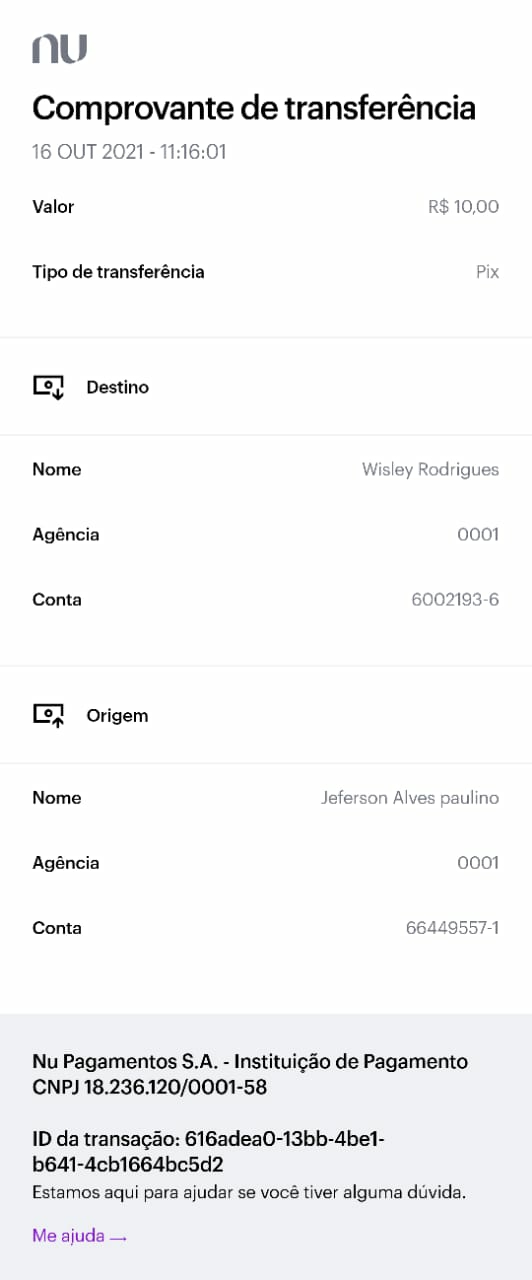 nu
Comprovante de transferência
16 OUT 2021 - 11:16:01
Valor R$ 10,00
Tipo de transferência Pix
Destino
Nome Wisley Rodrigues
Agência 0001
Conta 6002193-6
Origem
Nome Jeferson Alves paulino
Agência 0001
Conta 66449557-1
Nu Pagamentos S.A. - Instituição de Pagamento
CNPJ 18.236.120/0001-58
ID da transação: 616adea0-13bb-4be1-
b641-4cb1664bc5d2
Estamos aqui para ajudar se você tiver alguma dúvida.
Me ajuda →